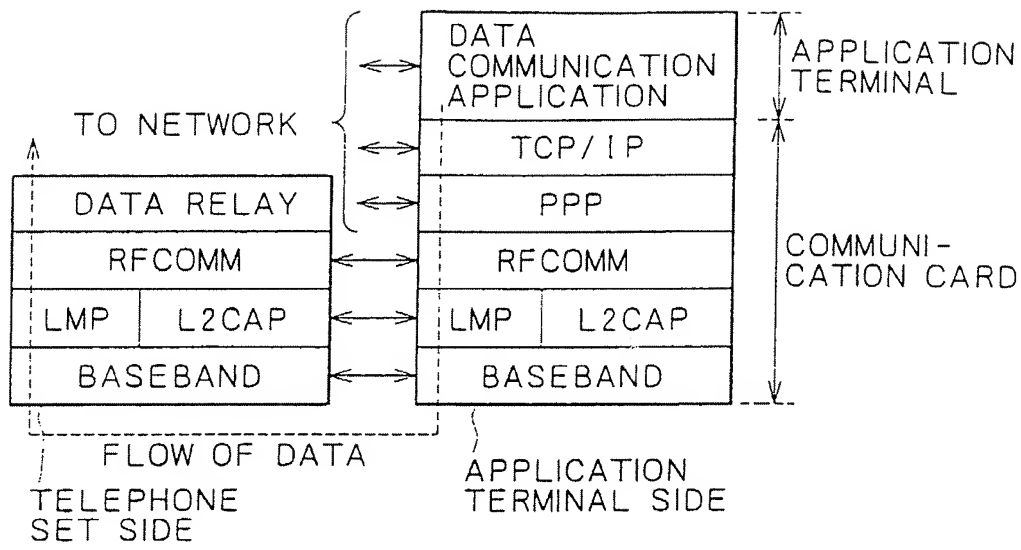 DATA
COMMUNICATION
APPLICATION
APPLICATION
TERMINAL
TO NETWORK
TCP/IP
DATA RELAY
PPP
RFCOMM
RFCOMM
COMMUNI-
CATION CARD
LMP
L2CAP
LMP
L2CAP
BASEBAND
BASEBAND
FLOW OF DATA
TELEPHONE
SET SIDE
APPLICATION
TERMINAL SIDE